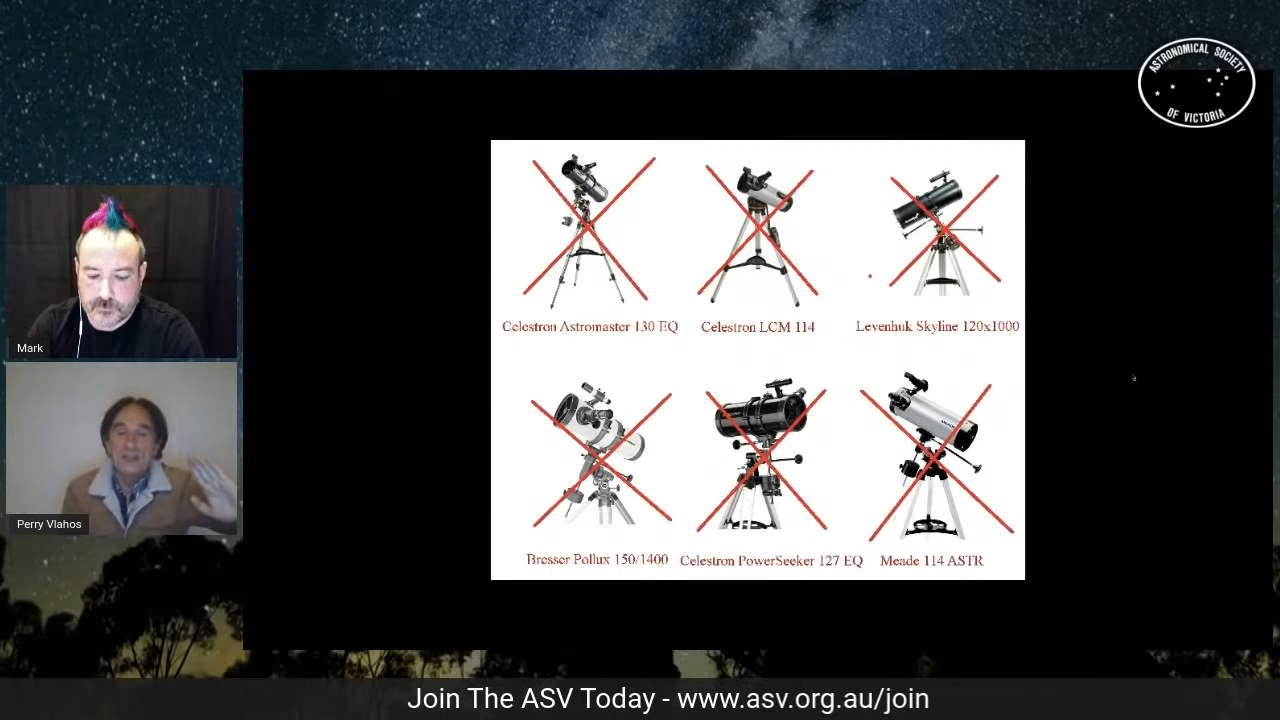 ASTRONOMICAL SOCIETY
OF VICTORIA
Mark
Perry Vlahos
Celestron Astromaster 130 EQ
Celestron LCM 114
Levenhuk Skyline 120x1000
Bresser Pollux 150/1400
Celestron PowerSeeker 127 EQ
Meade 114 ASTR
Join The ASV Today - www.asv.org.au/join